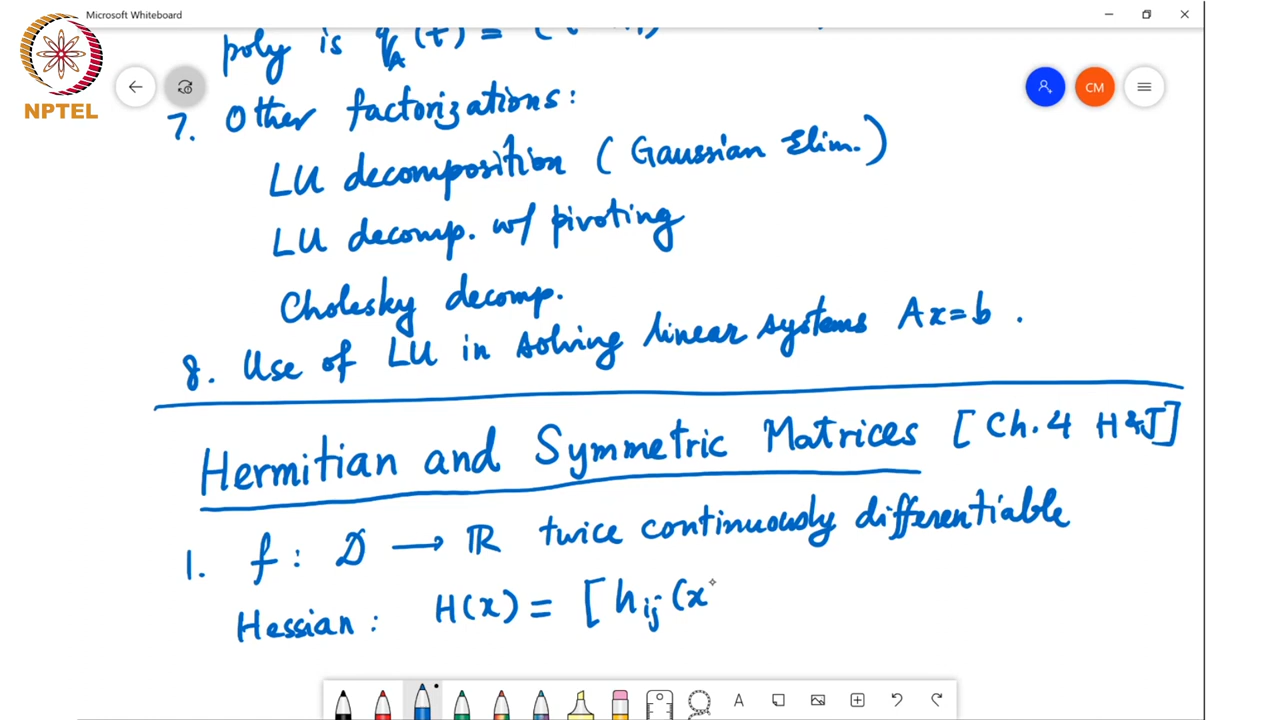 Microsoft Whiteboard
NPTEL
CM
poly is q_A(t) =
7. Other factorizations:
LU decomposition (Gaussian Elim.)
LU decomp. w/ pivoting
Cholesky decomp.
8. Use of LU in solving linear systems Ax=b.
Hermitian and Symmetric Matrices [Ch.4 H&J]
1. f: D → ℝ twice continuously differentiable
Hessian: H(x) = [h_ij(x
A